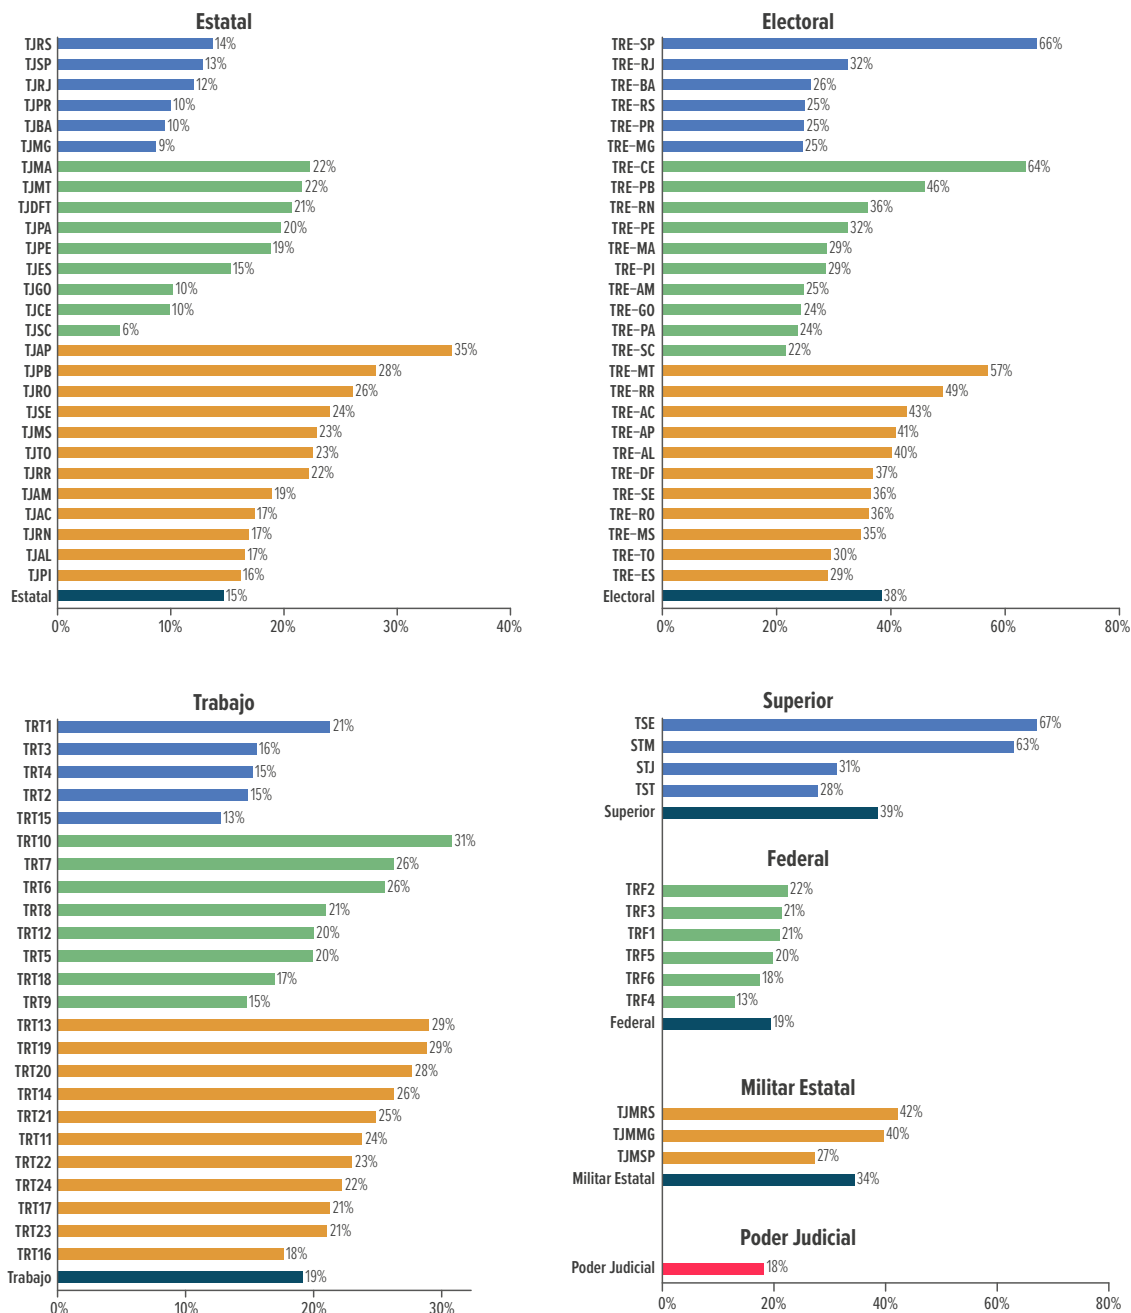 Estatal
TJRS 14%
TJSP 13%
TJRJ 12%
TJPR 10%
TJBA 10%
TJMG 9%
TJMA 22%
TJMT 22%
TJDFT 21%
TJPA 20%
TJPE 19%
TJES 15%
TJGO 10%
TJCE 10%
TJSC 6%
TJAP 35%
TJPB 28%
TJRO 26%
TJSE 24%
TJMS 23%
TJTO 23%
TJRR 22%
TJAM 19%
TJAC 17%
TJRN 17%
TJAL 17%
TJPI 16%
Estatal 15%
0% 10% 20% 30% 40%
Electoral
TRE-SP 66%
TRE-RJ 32%
TRE-BA 26%
TRE-RS 25%
TRE-PR 25%
TRE-MG 25%
TRE-CE 64%
TRE-PB 46%
TRE-RN 36%
TRE-PE 32%
TRE-MA 29%
TRE-PI 29%
TRE-AM 25%
TRE-GO 24%
TRE-PA 24%
TRE-SC 22%
TRE-MT 57%
TRE-RR 49%
TRE-AC 43%
TRE-AP 41%
TRE-AL 40%
TRE-DF 37%
TRE-SE 36%
TRE-RO 36%
TRE-MS 35%
TRE-TO 30%
TRE-ES 29%
Electoral 38%
0% 20% 40% 60% 80%
Trabajo
TRT1 21%
TRT3 16%
TRT4 15%
TRT2 15%
TRT15 13%
TRT10 31%
TRT7 26%
TRT6 26%
TRT8 21%
TRT12 20%
TRT5 20%
TRT18 17%
TRT9 15%
TRT13 29%
TRT19 29%
TRT20 28%
TRT14 26%
TRT21 25%
TRT11 24%
TRT22 23%
TRT24 22%
TRT17 21%
TRT23 21%
TRT16 18%
Trabajo 19%
0% 10% 20% 30%
Superior
TSE 67%
STM 63%
STJ 31%
TST 28%
Superior 39%
Federal
TRF2 22%
TRF3 21%
TRF1 21%
TRF5 20%
TRF6 18%
TRF4 13%
Federal 19%
Militar Estatal
TJMRS 42%
TJMMG 40%
TJMSP 27%
Militar Estatal 34%
Poder Judicial
Poder Judicial 18%
0% 20% 40% 60% 80%